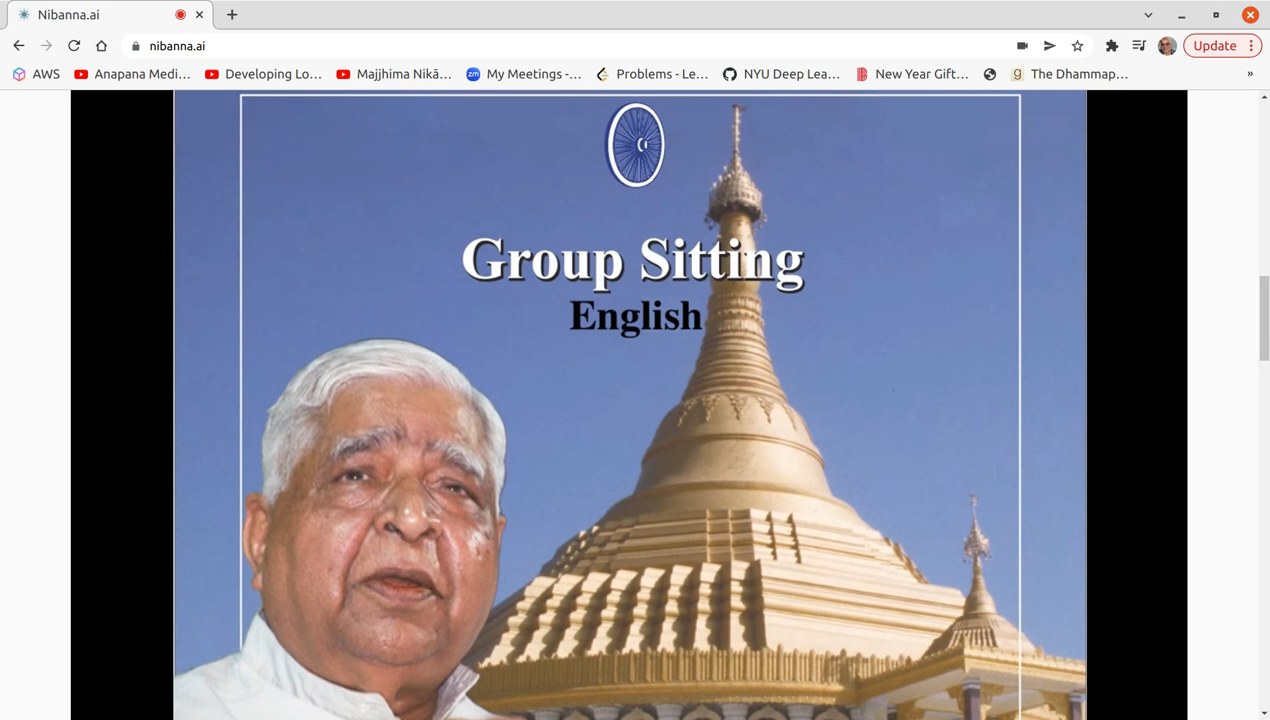 Nibanna.ai
nibanna.ai
Update
AWS
Anapana Medi...
Developing Lo...
Majjhima Nikā...
zm
My Meetings -...
Problems - Le...
NYU Deep Lea...
New Year Gift...
g
The Dhammap...
»
Group Sitting
English